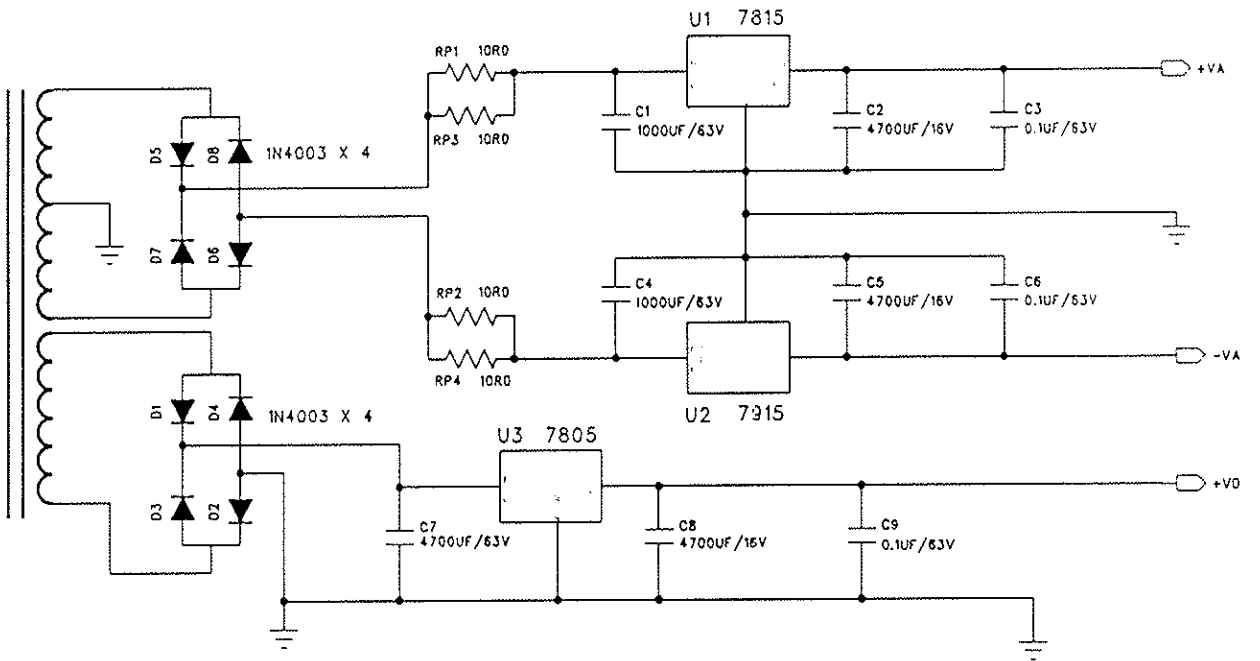 U1 7815
RP1 10R0
+VA
C1
1000UF/63V
C2
4700UF/16V
C3
0.1UF/63V
RP3 10R0
D5
D8
1N4003 X 4
D7
D6
C4
1000UF/63V
C5
4700UF/16V
C6
0.1UF/63V
RP2 10R0
-VA
RP4 10R0
U2 7915
D1
D4
1N4003 X 4
U3 7805
+VD
D3
D2
C7
4700UF/63V
C8
4700UF/16V
C9
0.1UF/63V